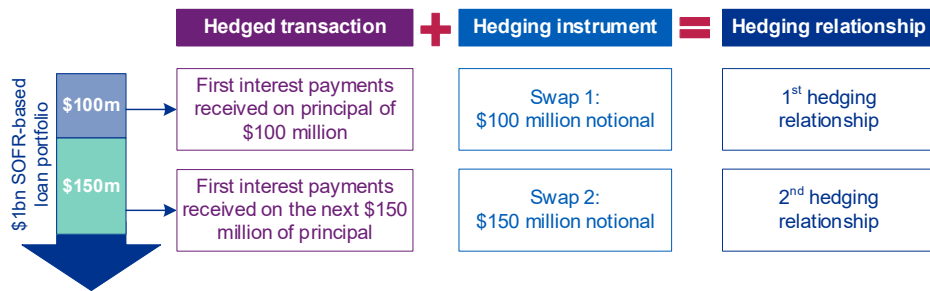 Hedged transaction + Hedging instrument = Hedging relationship
$1bn SOFR-based
loan portfolio
$100m
First interest payments
received on principal of
$100 million
Swap 1:
$100 million notional
1st hedging
relationship
$150m
First interest payments
received on the next $150
million of principal
Swap 2:
$150 million notional
2nd hedging
relationship